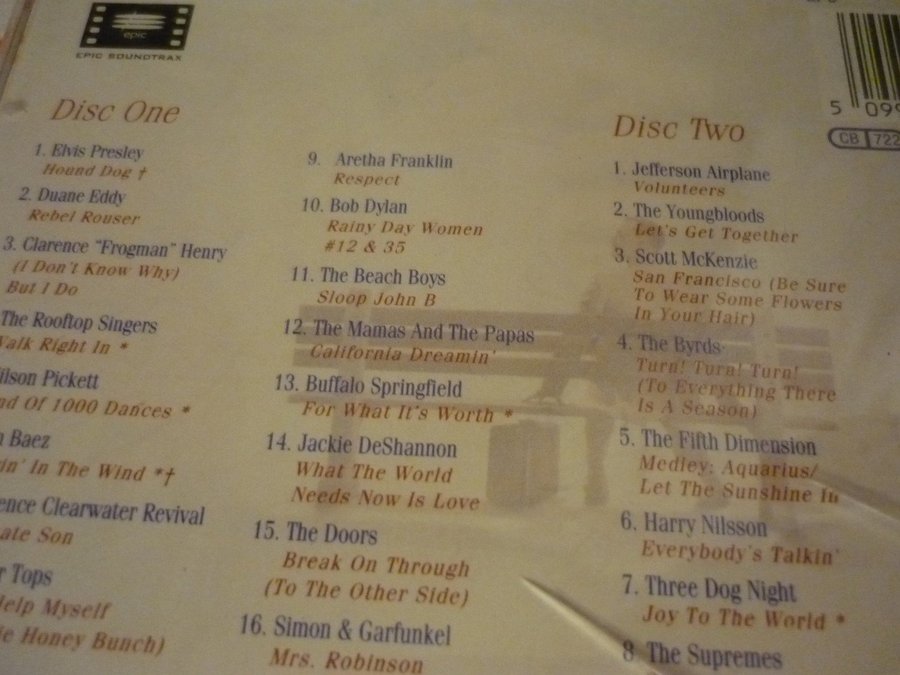 epic
EPIC SOUNDTRAX
Disc One
1. Elvis Presley
Hound Dog †
2. Duane Eddy
Rebel Rouser
3. Clarence "Frogman" Henry
(I Don't Know Why)
But I Do
The Rooftop Singers
Walk Right In *
ilson Pickett
nd Of 1000 Dances *
n Baez
in' In The Wind *†
ence Clearwater Revival
ate Son
r Tops
Help Myself
ie Honey Bunch)
9. Aretha Franklin
Respect
10. Bob Dylan
Rainy Day Women
#12 & 35
11. The Beach Boys
Sloop John B
12. The Mamas And The Papas
California Dreamin'
13. Buffalo Springfield
For What It's Worth *
14. Jackie DeShannon
What The World
Needs Now Is Love
15. The Doors
Break On Through
(To The Other Side)
16. Simon & Garfunkel
Mrs. Robinson
Disc Two
1. Jefferson Airplane
Volunteers
2. The Youngbloods
Let's Get Together
3. Scott McKenzie
San Francisco (Be Sure
To Wear Some Flowers
In Your Hair)
4. The Byrds
Turn! Turn! Turn!
(To Everything There
Is A Season)
5. The Fifth Dimension
Medley: Aquarius/
Let The Sunshine In
6. Harry Nilsson
Everybody's Talkin'
7. Three Dog Night
Joy To The World *
8 The Supremes
5 099
CB 722